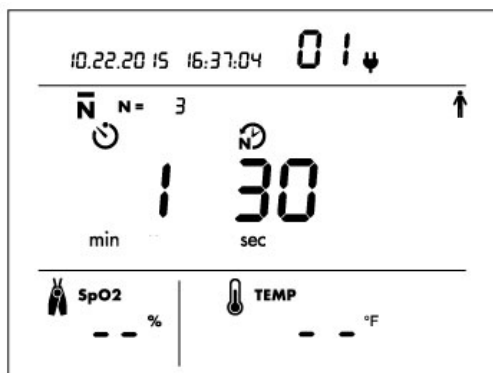 10.22.2015 16:37:04 01
N N= 3
N
1 30
min sec
SpO2 TEMP
-- % -- °F